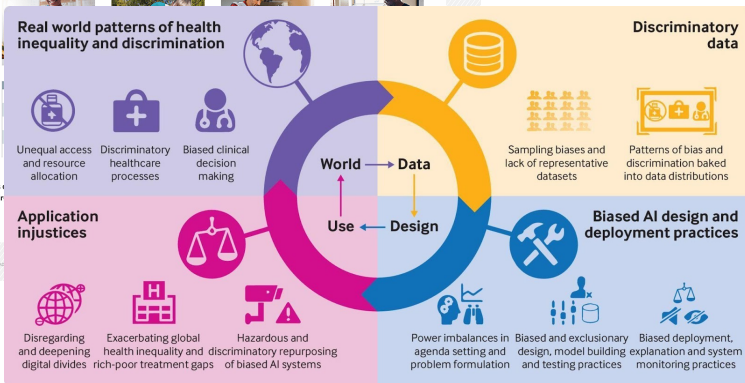 Real world patterns of health
inequality and discrimination
Unequal access
and resource
allocation
Discriminatory
healthcare
processes
Biased clinical
decision
making
Discriminatory
data
Sampling biases and
lack of representative
datasets
Patterns of bias and
discrimination baked
into data distributions
World
Data
Use
Design
Application
injustices
Disregarding
and deepening
digital divides
Exacerbating global
health inequality and
rich-poor treatment gaps
Hazardous and
discriminatory repurposing
of biased AI systems
Biased AI design and
deployment practices
Power imbalances in
agenda setting and
problem formulation
Biased and exclusionary
design, model building
and testing practices
Biased deployment,
explanation and system
monitoring practices
H